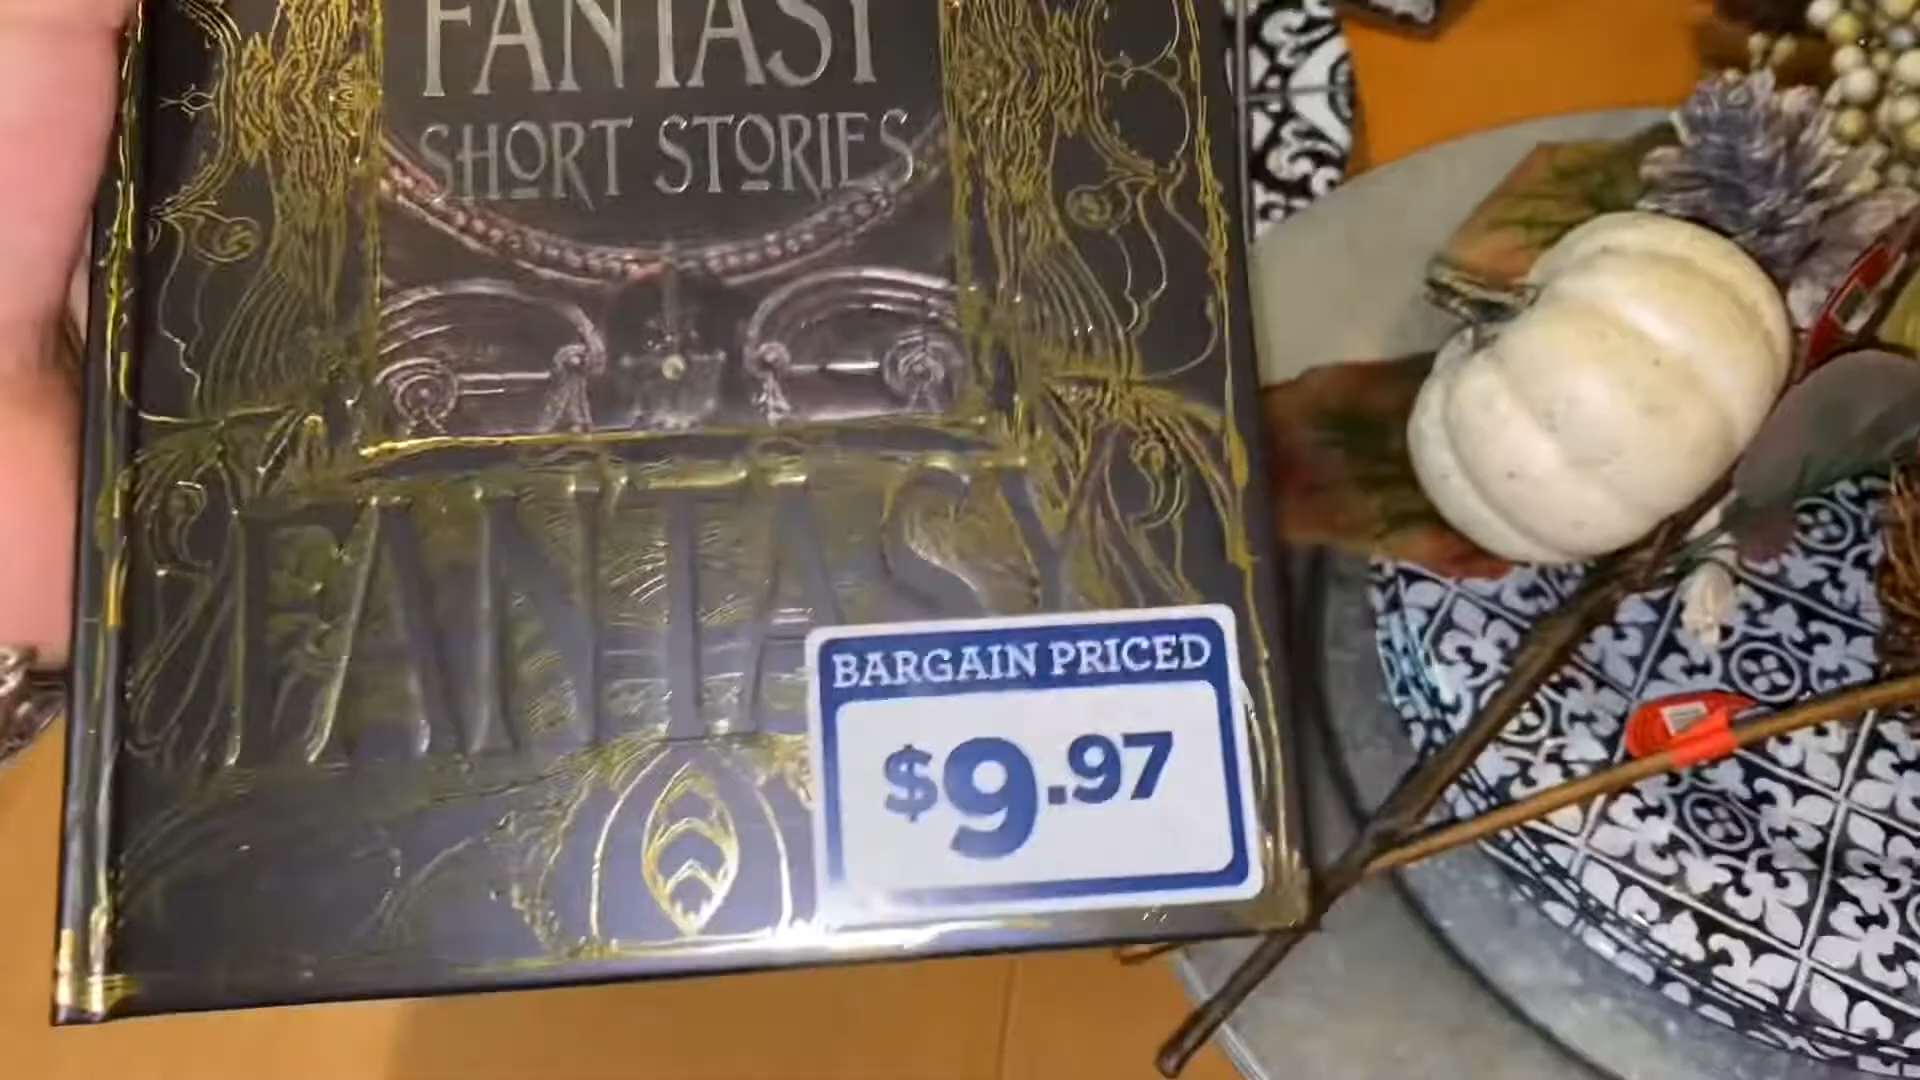 FANTASY
SHORT STORIES
FANTASY
BARGAIN PRICED
$9.97